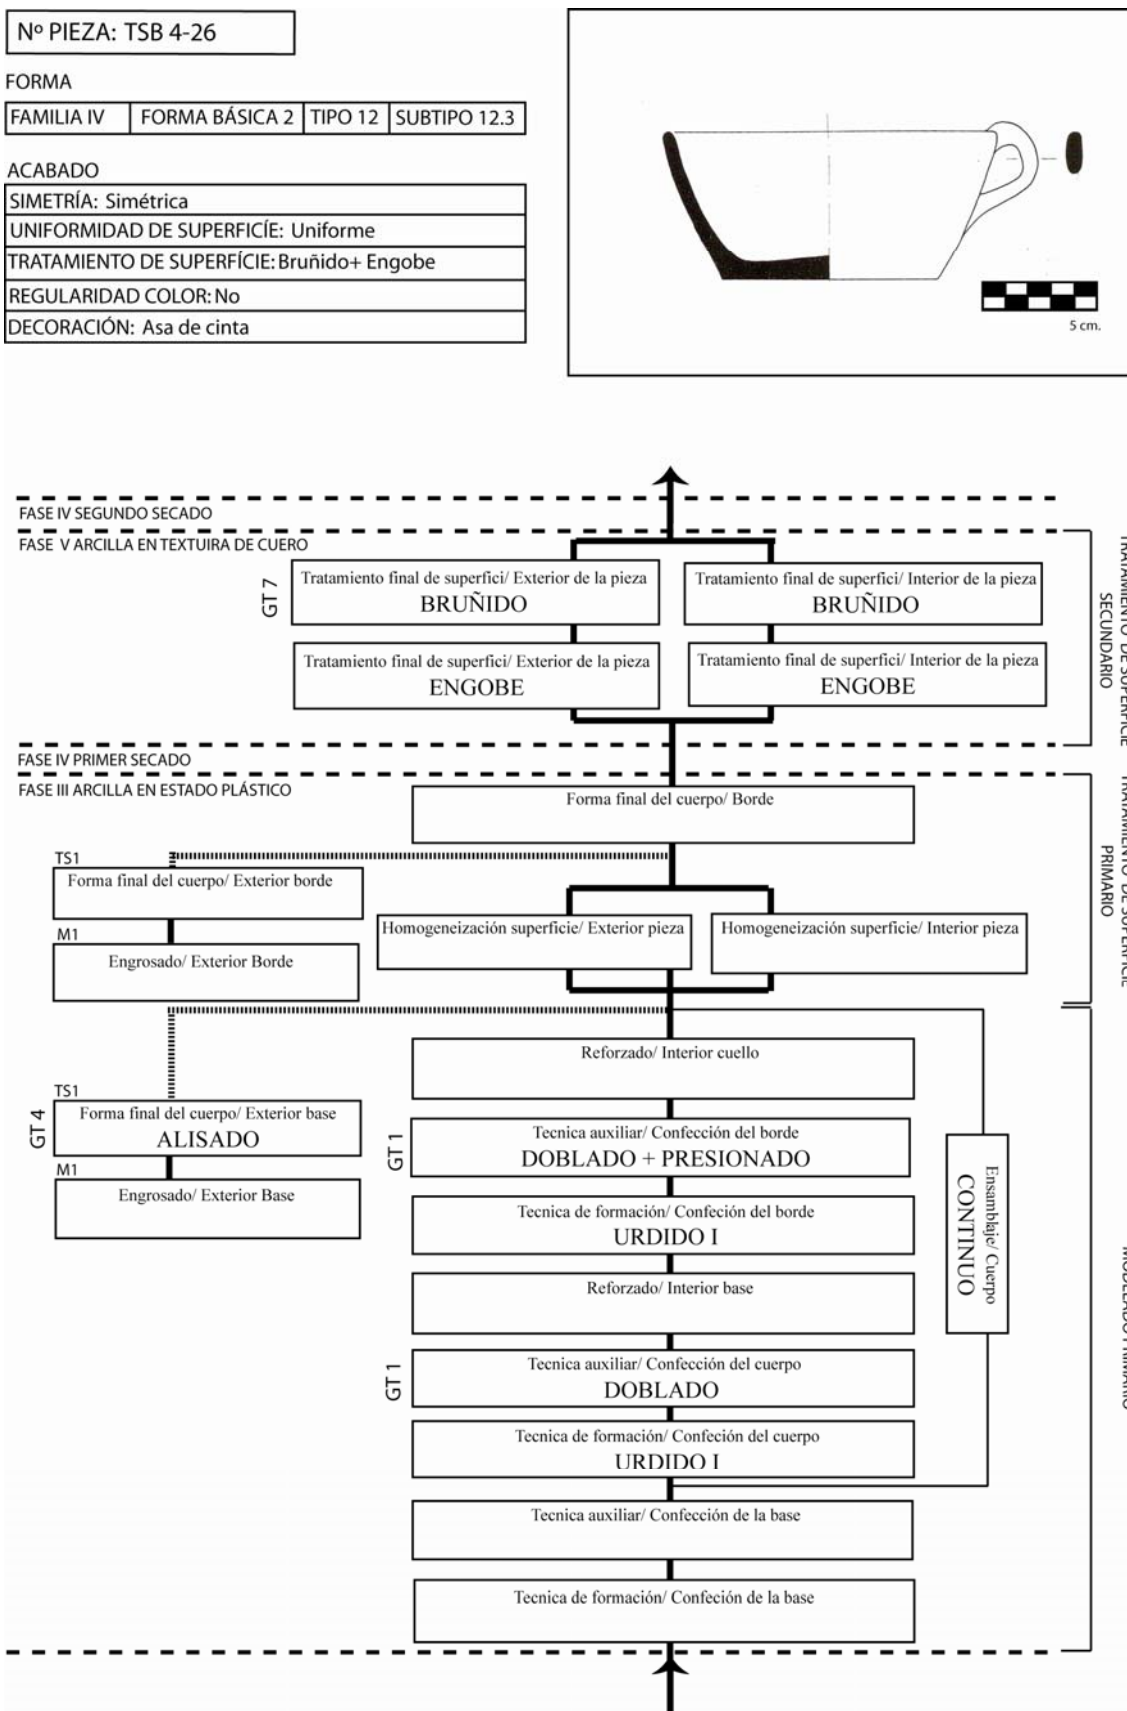 Nº PIEZA: TSB 4-26
FORMA
FAMILIA IV FORMA BÁSICA 2 TIPO 12 SUBTIPO 12.3
ACABADO
SIMETRÍA: Simétrica
UNIFORMIDAD DE SUPERFICÍE: Uniforme
TRATAMIENTO DE SUPERFÍCIE: Bruñido+ Engobe
REGULARIDAD COLOR: No
DECORACIÓN: Asa de cinta
5 cm.
FASE IV SEGUNDO SECADO
FASE V ARCILLA EN TEXTUIRA DE CUERO
GT 7
Tratamiento final de superfici/ Exterior de la pieza
BRUÑIDO
Tratamiento final de superfici/ Interior de la pieza
BRUÑIDO
Tratamiento final de superfici/ Exterior de la pieza
ENGOBE
Tratamiento final de superfici/ Interior de la pieza
ENGOBE
TRATAMIENTO DE SUPERFICIE
SECUNDARIO
FASE IV PRIMER SECADO
FASE III ARCILLA EN ESTADO PLÁSTICO
Forma final del cuerpo/ Borde
TS1
Forma final del cuerpo/ Exterior borde
M1
Engrosado/ Exterior Borde
Homogeneización superficie/ Exterior pieza
Homogeneización superficie/ Interior pieza
TRATAMIENTO DE SUPERFICIE
PRIMARIO
Reforzado/ Interior cuello
TS1
GT 4
Forma final del cuerpo/ Exterior base
ALISADO
M1
Engrosado/ Exterior Base
GT 1
Tecnica auxiliar/ Confección del borde
DOBLADO + PRESIONADO
Tecnica de formación/ Confeción del borde
URDIDO I
Reforzado/ Interior base
GT 1
Tecnica auxiliar/ Confección del cuerpo
DOBLADO
Tecnica de formación/ Confeción del cuerpo
URDIDO I
Ensamblaje/ Cuerpo
CONTINUO
Tecnica auxiliar/ Confección de la base
Tecnica de formación/ Confeción de la base
MODELADO PRIMARIO